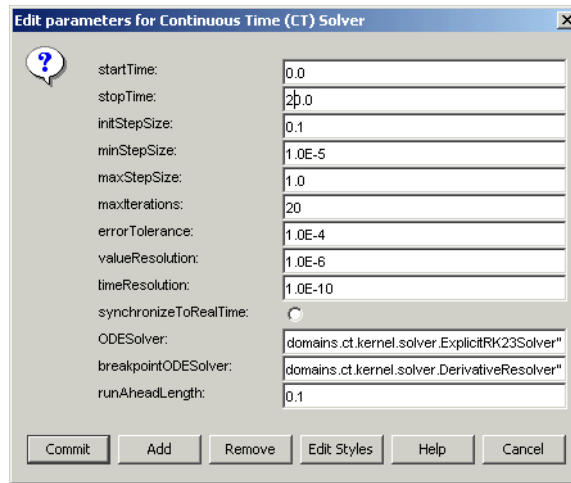 Edit parameters for Continuous Time (CT) Solver
startTime: 0.0
stopTime: 20.0
initStepSize: 0.1
minStepSize: 1.0E-5
maxStepSize: 1.0
maxIterations: 20
errorTolerance: 1.0E-4
valueResolution: 1.0E-6
timeResolution: 1.0E-10
synchronizeToRealTime:
ODESolver: domains.ct.kernel.solver.ExplicitRK23Solver"
breakpointODESolver: domains.ct.kernel.solver.DerivativeResolver"
runAheadLength: 0.1
Commit Add Remove Edit Styles Help Cancel